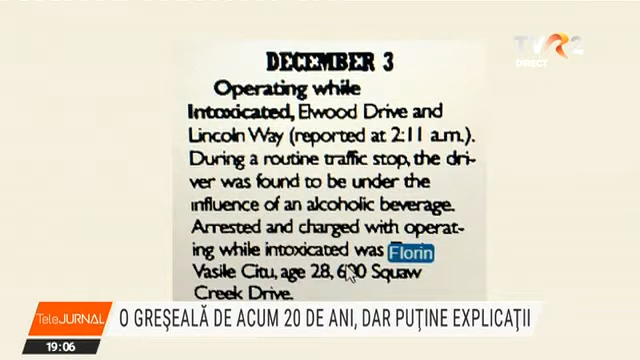 TVR2
DIRECT
DECEMBER 3
Operating while
Intoxicated, Elwood Drive and
Lincoln Way (reported at 2:11 a.m.).
During a routine traffic stop, the dri-
ver was found to be under the
influence of an alcoholic beverage.
Arrested and charged with operat-
ing while intoxicated was Florin
Vasile Citu, age 28, 600 Squaw
Creek Drive.
TeleJURNAL
O GREȘEALĂ DE ACUM 20 DE ANI, DAR PUȚINE EXPLICAȚII
19:06